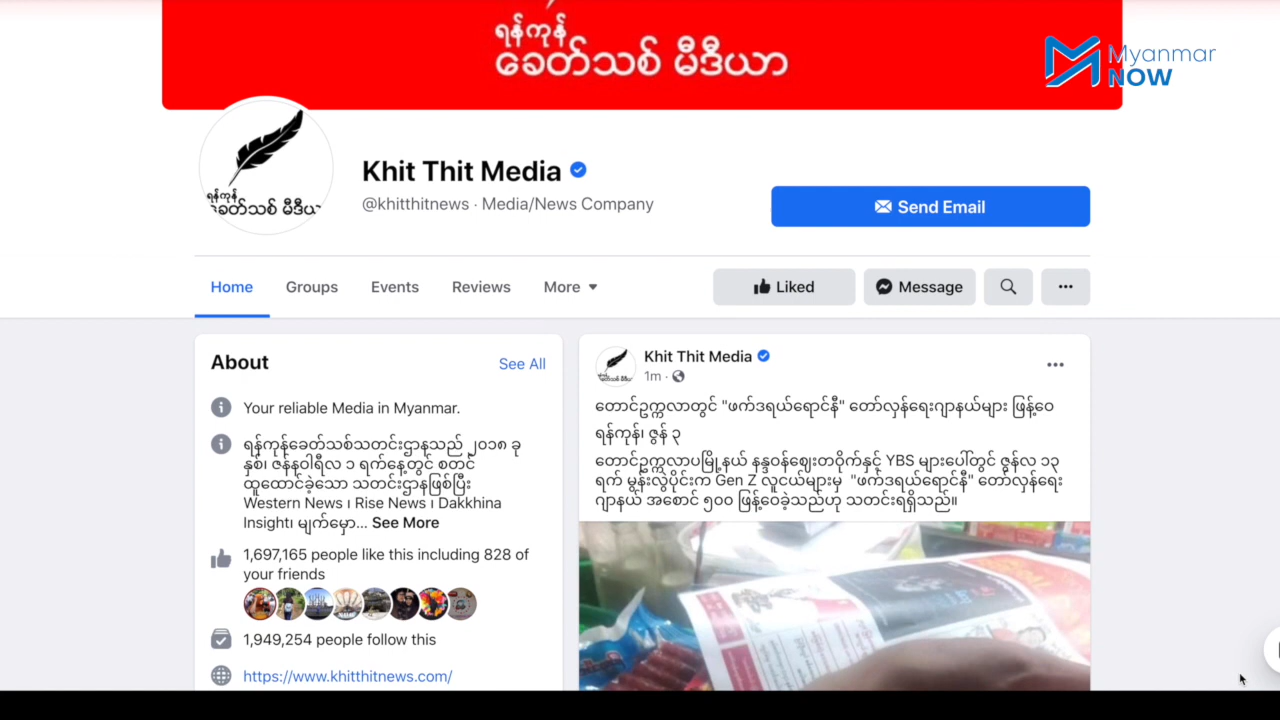 ရန်ကုန်
ခေတ်သစ် မီဒီယာ
Myanmar
NOW
ရန်ကုန်
ခေတ်သစ် မီဒီယာ
Khit Thit Media
@khitthitnews · Media/News Company
Send Email
Home Groups Events Reviews More
Liked Message
About See All
Your reliable Media in Myanmar.
ရန်ကုန်ခေတ်သစ်သတင်းဌာနသည် ၂၀၁၈ ခု
နှစ်၊ ဇန်နဝါရီလ ၁ ရက်နေ့တွင် စတင်
ထူထောင်ခဲ့သော သတင်းဌာနဖြစ်ပြီး
Western News ၊ Rise News ၊ Dakkhina
Insight၊ မျက်မှော... See More
1,697,165 people like this including 828 of
your friends
1,949,254 people follow this
https://www.khitthitnews.com/
Khit Thit Media
1m ·
တောင်ဥက္ကလာတွင် "ဖက်ဒရယ်ရောင်နီ" တော်လှန်ရေးဂျာနယ်များ ဖြန့်ဝေ
ရန်ကုန်၊ ဇွန် ၃
တောင်ဥက္ကလာပမြို့နယ် နန္ဒဝန်ဈေးတဝိုက်နှင့် YBS များပေါ်တွင် ဇွန်လ ၁၃
ရက် မွန်းလွဲပိုင်းက Gen Z လူငယ်များမှ "ဖက်ဒရယ်ရောင်နီ" တော်လှန်ရေး
ဂျာနယ် အစောင် ၅၀၀ ဖြန့်ဝေခဲ့သည်ဟု သတင်းရရှိသည်။